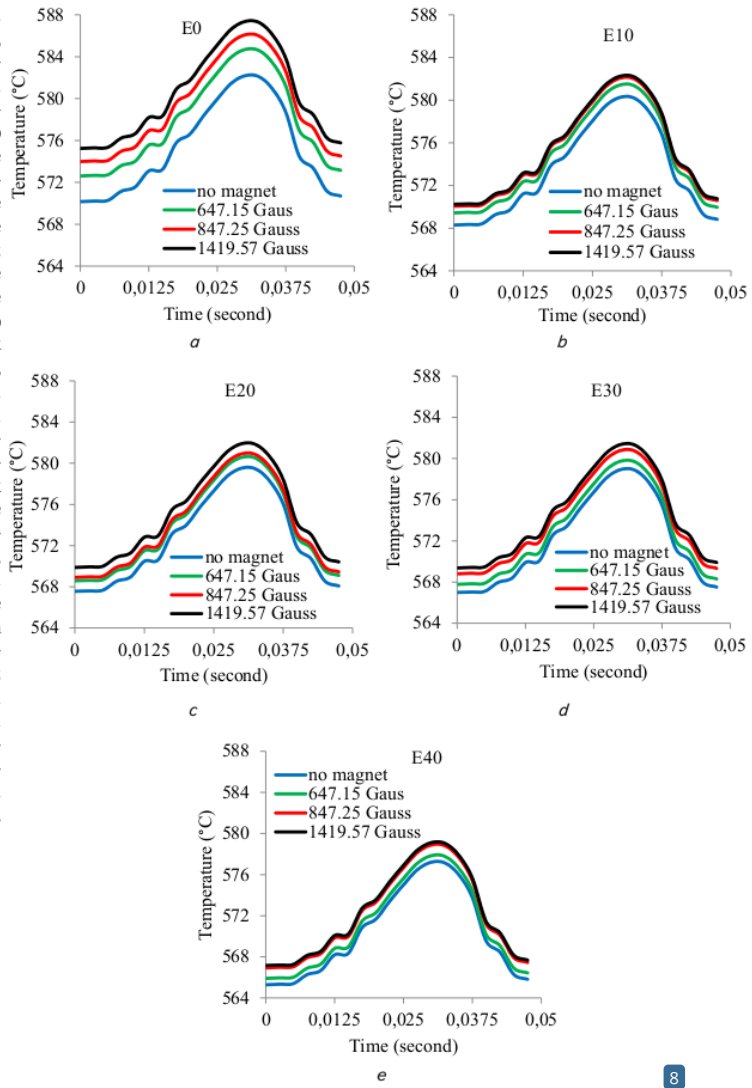 588
584
580
576
572
568
564
Temperature (°C)
E0
no magnet
647.15 Gaus
847.25 Gauss
1419.57 Gauss
0 0,0125 0,025 0,0375 0,05
Time (second)
a
588
584
580
576
572
568
564
Temperature (°C)
E10
no magnet
647.15 Gaus
847.25 Gauss
1419.57 Gauss
0 0,0125 0,025 0,0375 0,05
Time (second)
b
588
584
580
576
572
568
564
Temperature (°C)
E20
no magnet
647.15 Gaus
847.25 Gauss
1419.57 Gauss
0 0,0125 0,025 0,0375 0,05
Time (second)
c
588
584
580
576
572
568
564
Temperature (°C)
E30
no magnet
647.15 Gaus
847.25 Gauss
1419.57 Gauss
0 0,0125 0,025 0,0375 0,05
Time (second)
d
588
584
580
576
572
568
564
Temperature (°C)
E40
no magnet
647.15 Gaus
847.25 Gauss
1419.57 Gauss
0 0,0125 0,025 0,0375 0,05
Time (second)
e
8